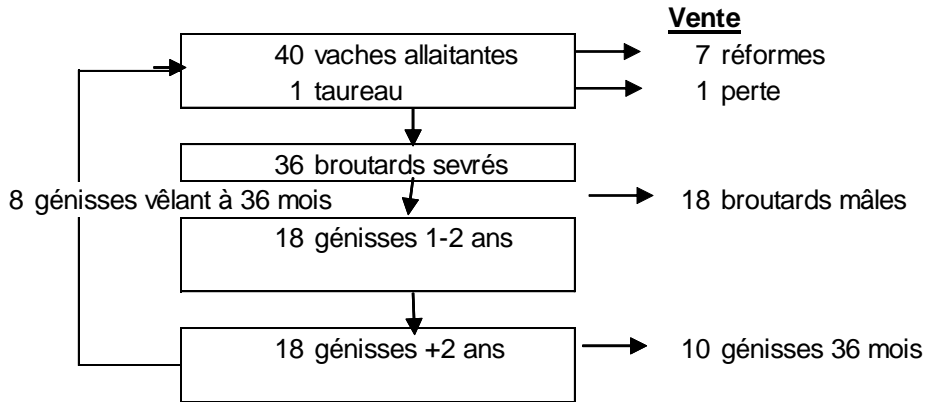 Vente
40 vaches allaitantes
7 réformes
1 taureau
1 perte
36 broutards sevrés
8 génisses vêlant à 36 mois
18 broutards mâles
18 génisses 1-2 ans
18 génisses +2 ans
10 génisses 36 mois